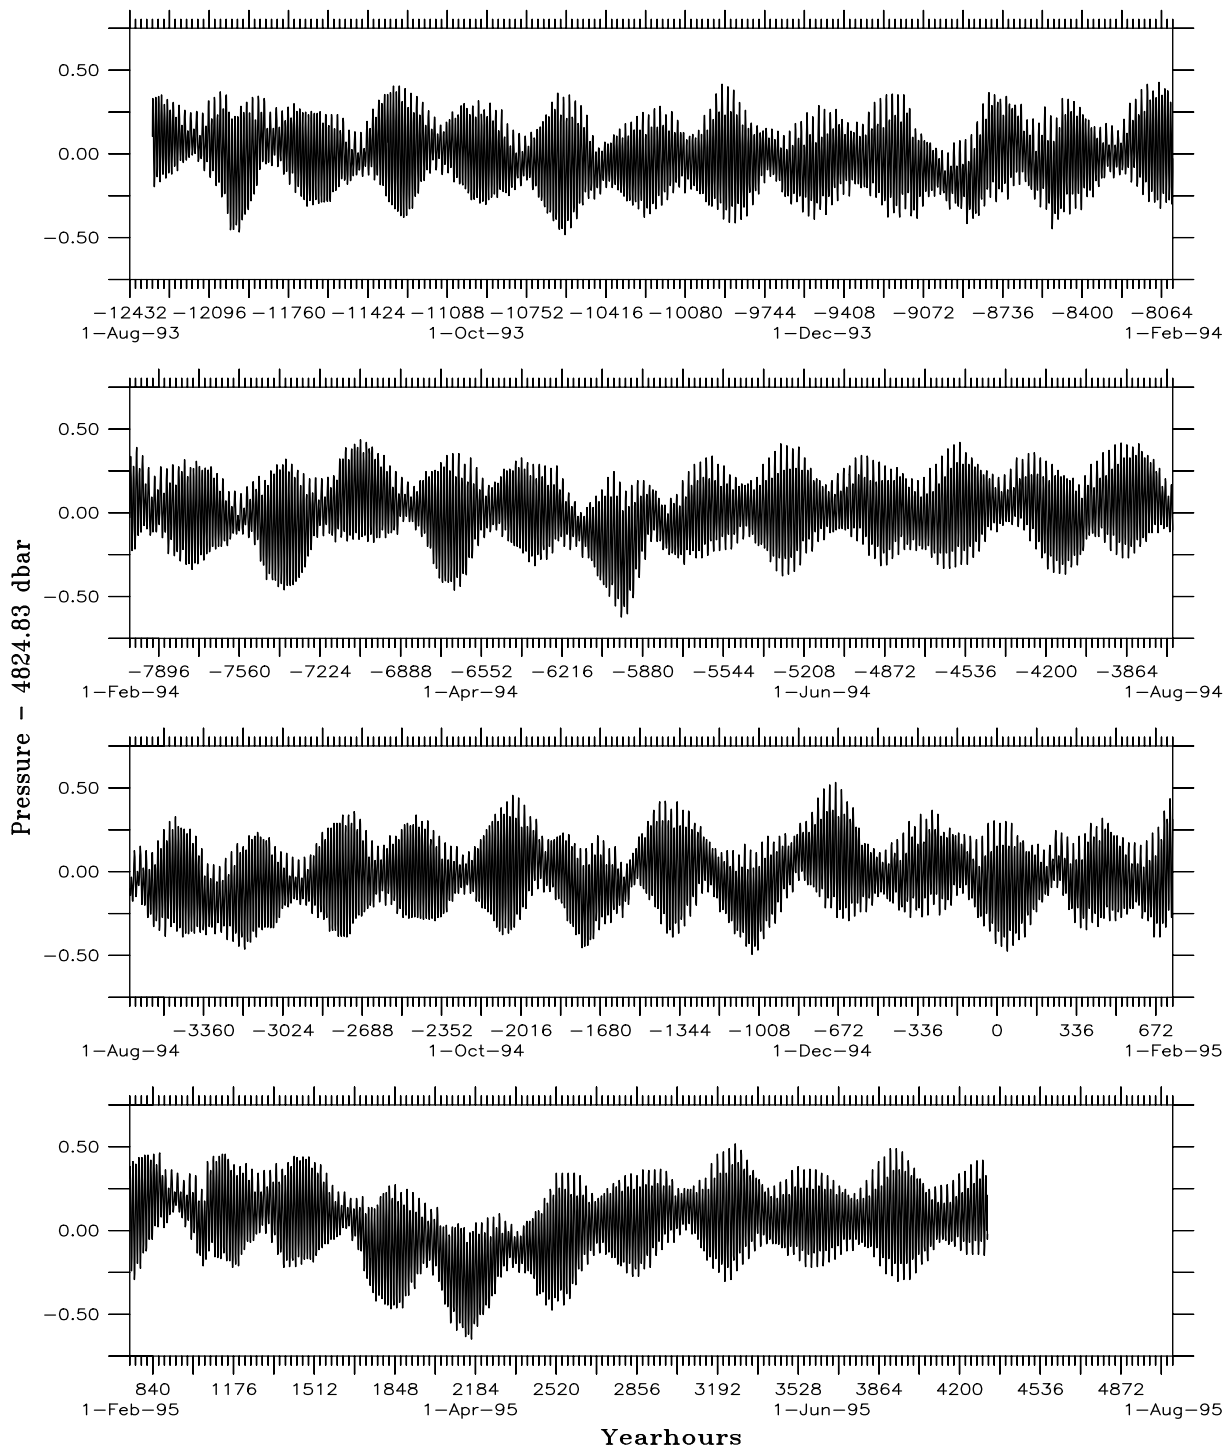 0.50
0.00
−0.50
−12432 −12096 −11760 −11424 −11088 −10752 −10416 −10080 −9744 −9408 −9072 −8736 −8400 −8064
1−Aug−93 1−Oct−93 1−Dec−93 1−Feb−94
0.50
0.00
−0.50
−7896 −7560 −7224 −6888 −6552 −6216 −5880 −5544 −5208 −4872 −4536 −4200 −3864
1−Feb−94 1−Apr−94 1−Jun−94 1−Aug−94
Pressure − 4824.83 dbar
0.50
0.00
−0.50
−3360 −3024 −2688 −2352 −2016 −1680 −1344 −1008 −672 −336 0 336 672
1−Aug−94 1−Oct−94 1−Dec−94 1−Feb−95
0.50
0.00
−0.50
840 1176 1512 1848 2184 2520 2856 3192 3528 3864 4200 4536 4872
1−Feb−95 1−Apr−95 1−Jun−95 1−Aug−95
Yearhours